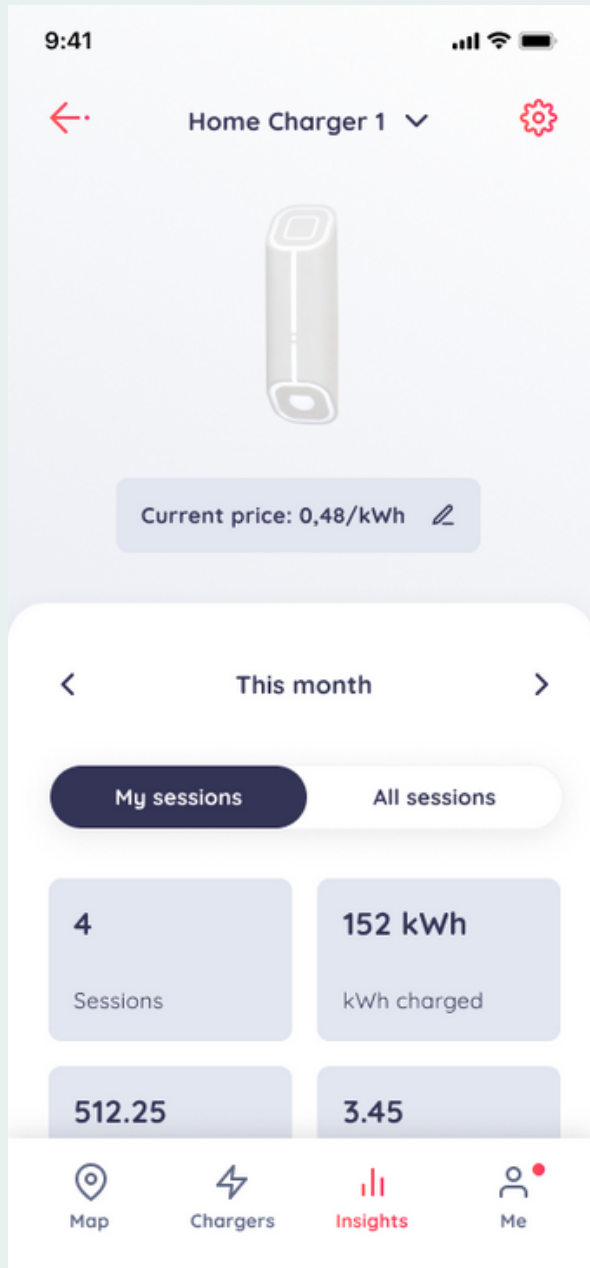 9:41
Home Charger 1
Current price: 0,48/kWh
This month
My sessions All sessions
4 152 kWh
Sessions kWh charged
512.25 3.45
Map Chargers Insights Me